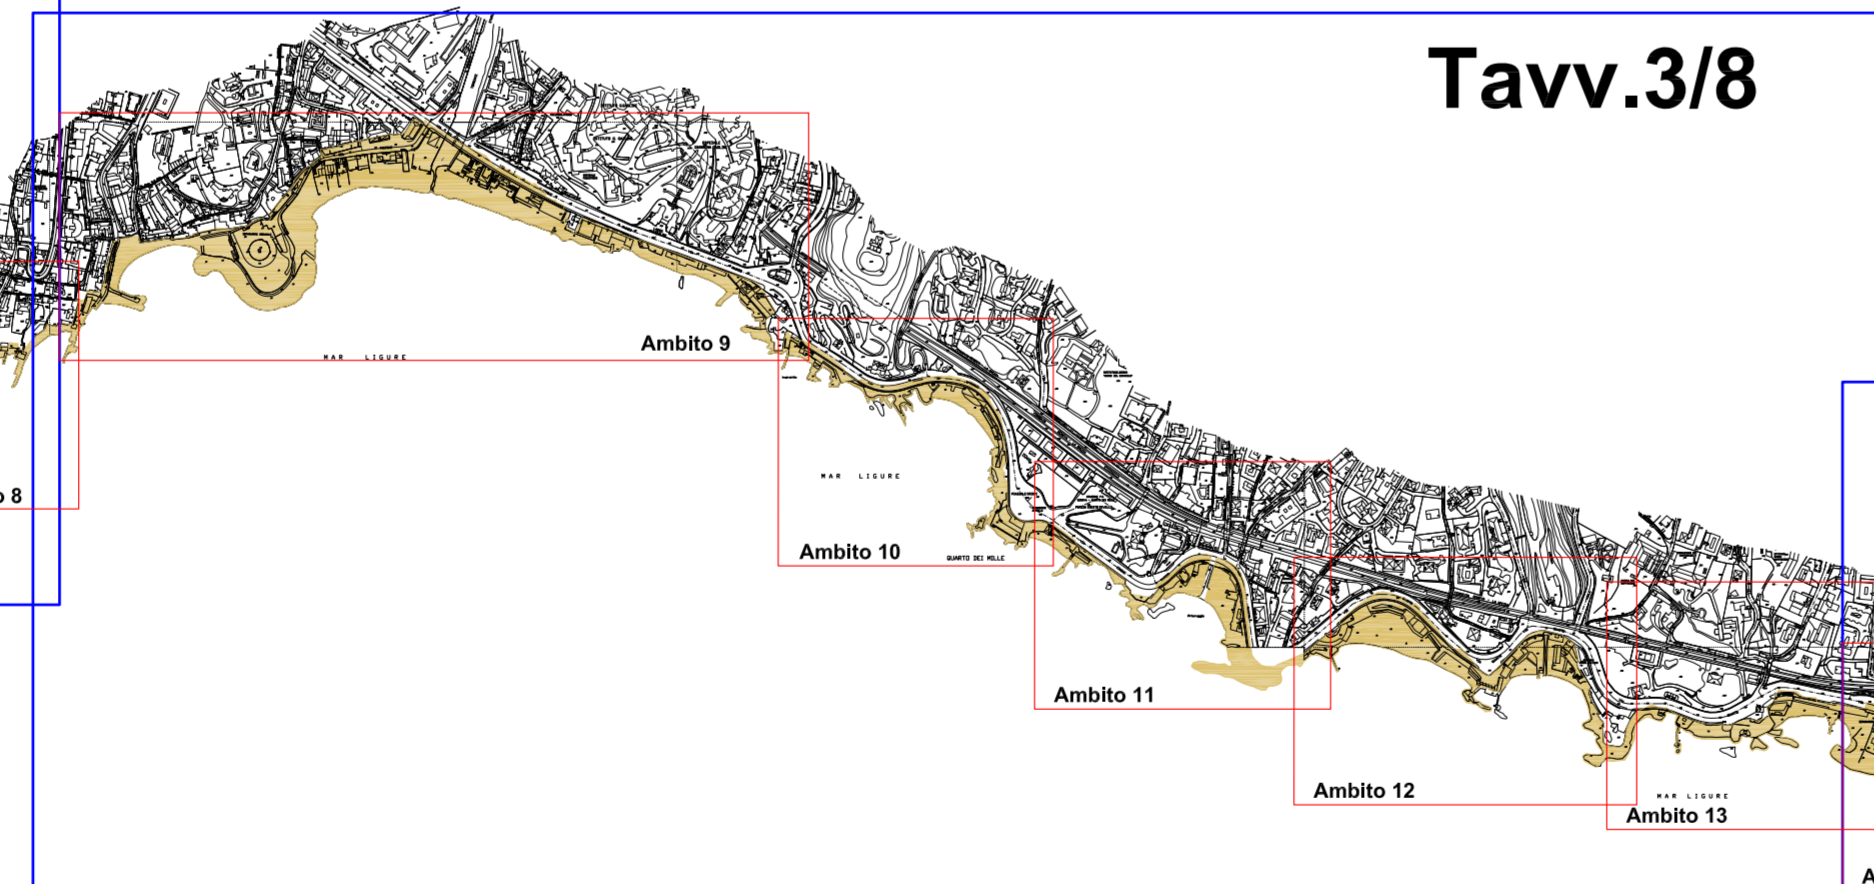 Tavv.3/8
Ambito 9
MAR LIGURE
MAR LIGURE
o 8
Ambito 10
QUARTO DEI MILLE
Ambito 11
Ambito 12
MAR LIGURE
Ambito 13
A